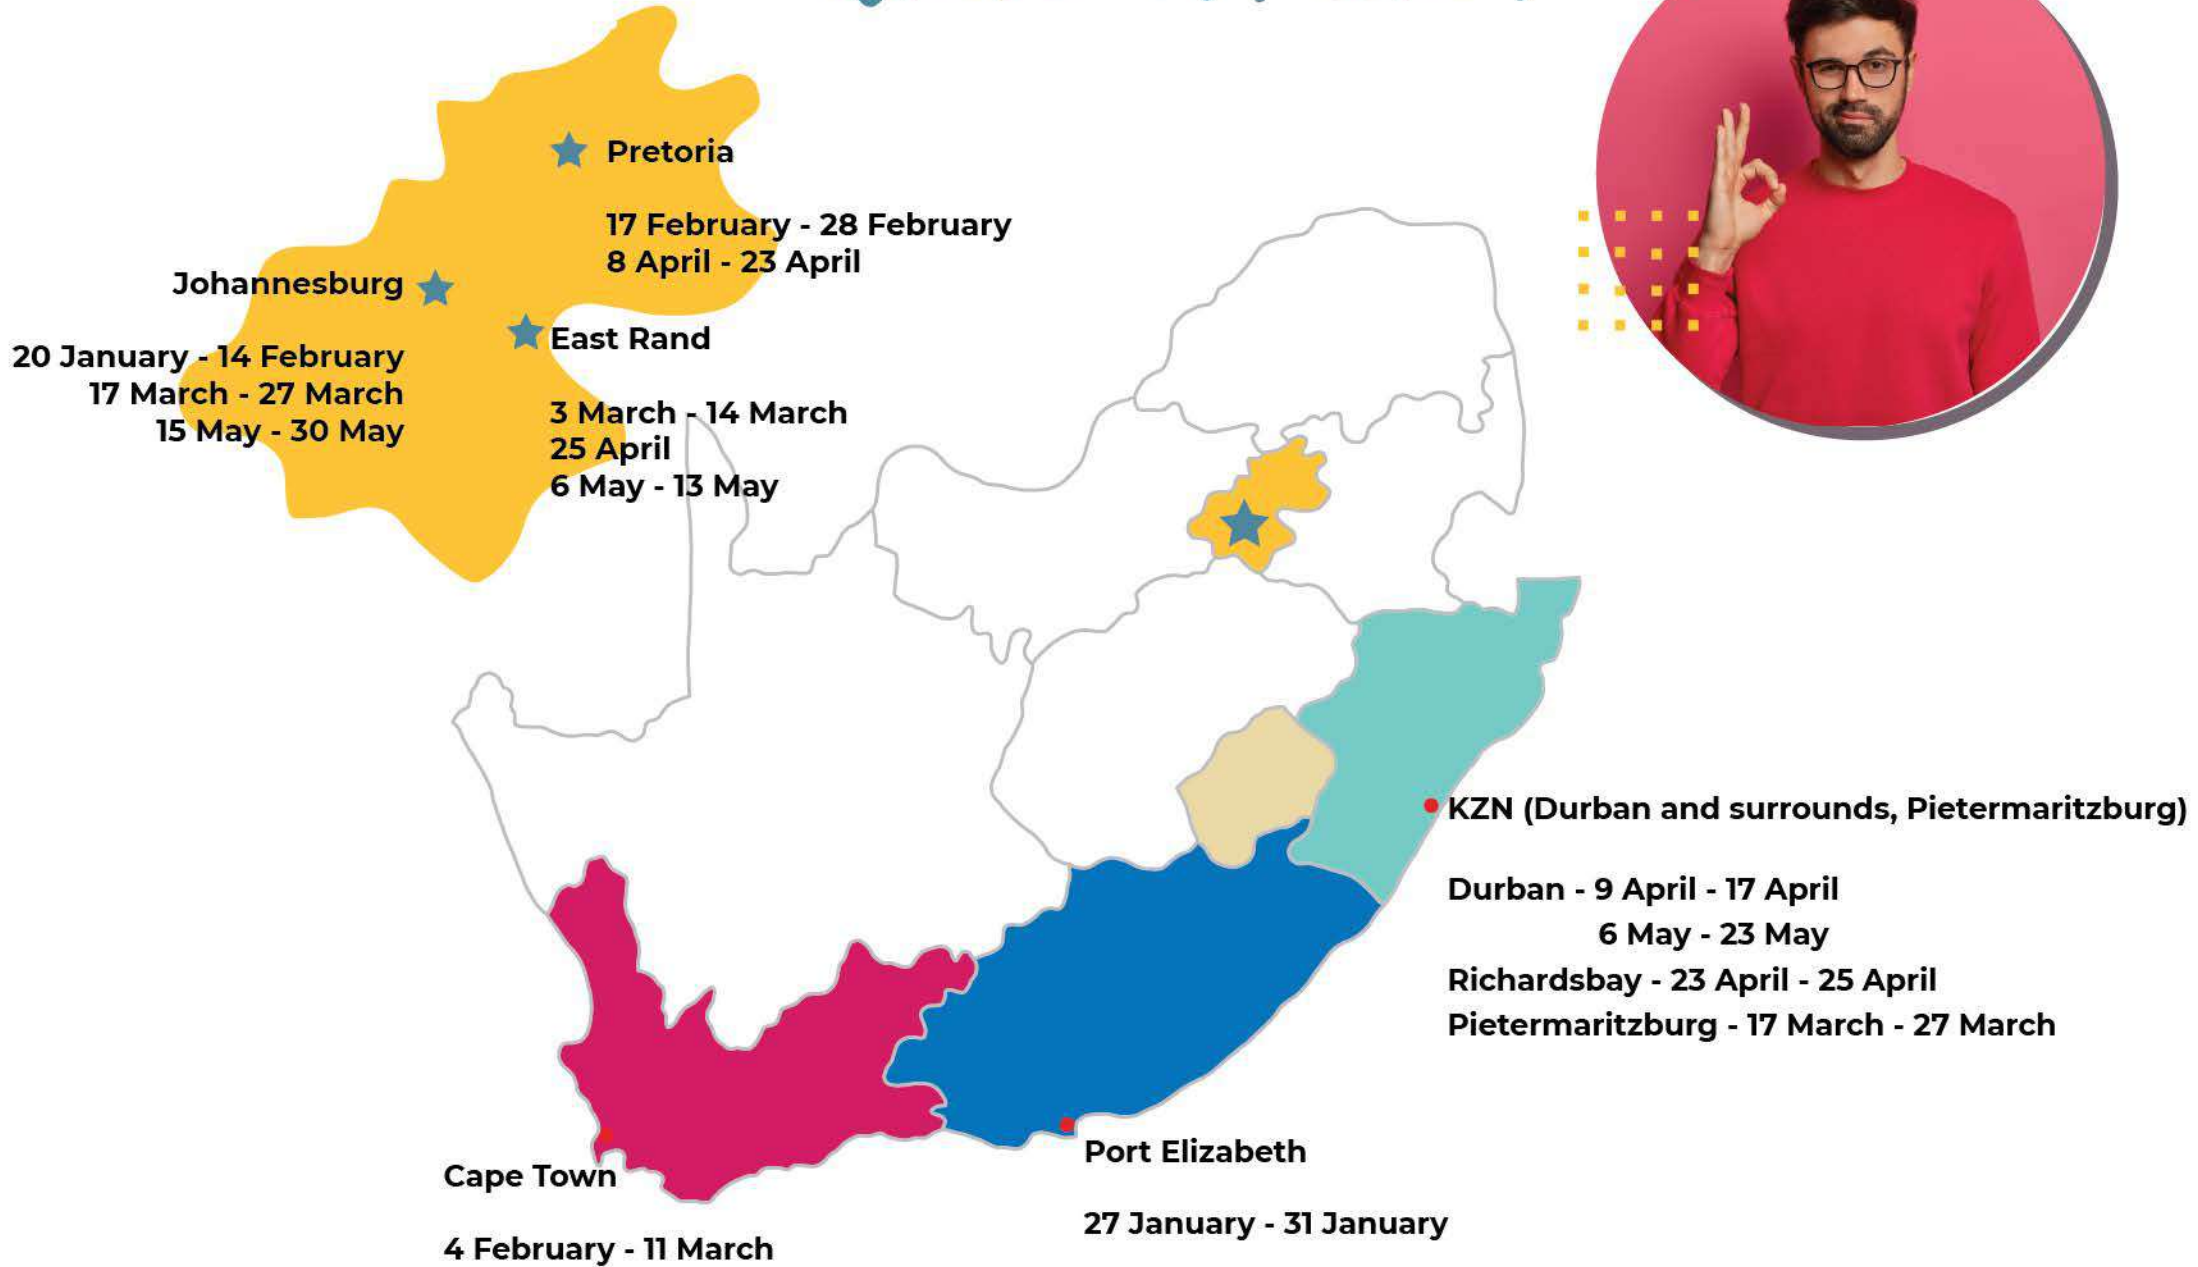 Pretoria
17 February - 28 February
8 April - 23 April
Johannesburg
20 January - 14 February
17 March - 27 March
15 May - 30 May
East Rand
3 March - 14 March
25 April
6 May - 13 May
KZN (Durban and surrounds, Pietermaritzburg)
Durban - 9 April - 17 April
6 May - 23 May
Richardsbay - 23 April - 25 April
Pietermaritzburg - 17 March - 27 March
Port Elizabeth
27 January - 31 January
Cape Town
4 February - 11 March